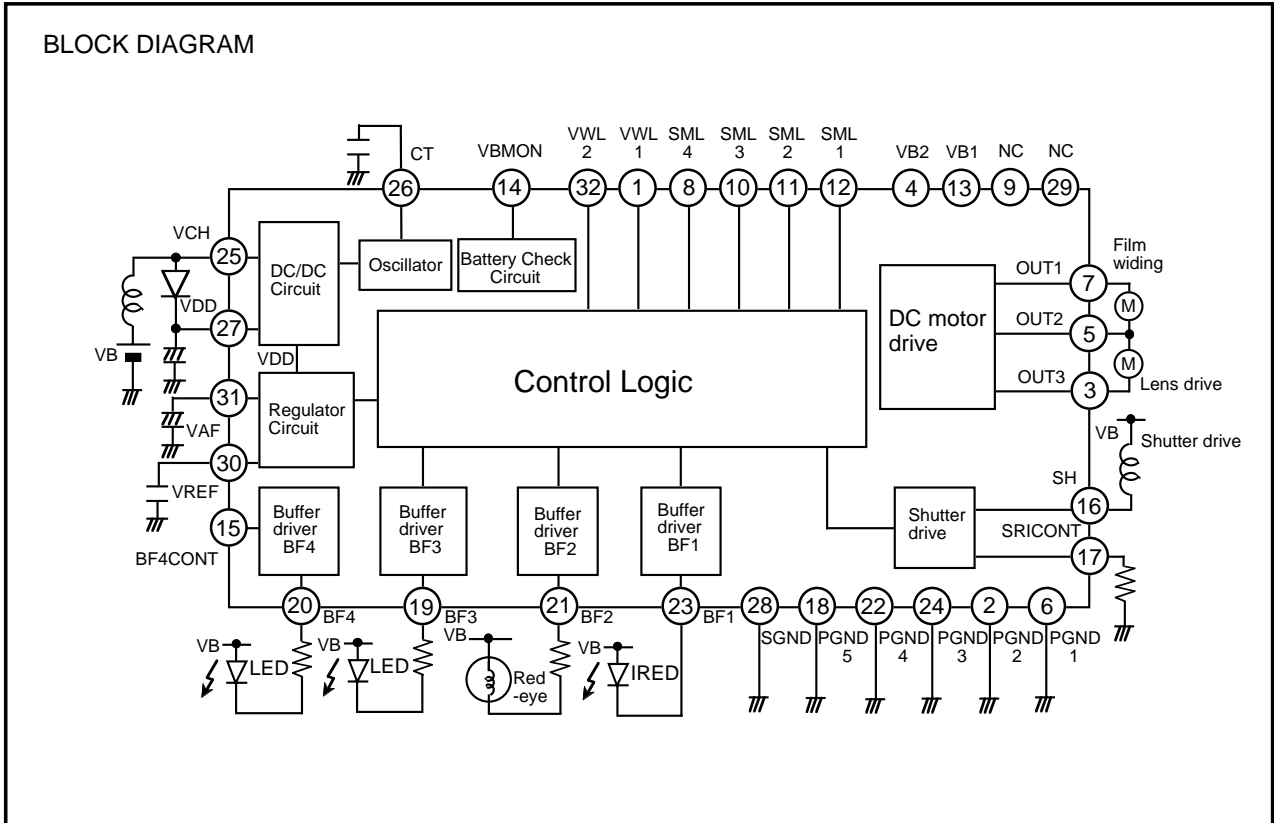 BLOCK DIAGRAM
CT
VBMON
VWL
2
VWL
1
SML
4
SML
3
SML
2
SML
1
VB2
VB1
NC
NC
26
14
32
1
8
10
11
12
4
13
9
29
VCH
25
DC/DC
Circuit
Oscillator
Battery Check
Circuit
VDD
27
VB
VDD
31
VAF
Regulator
Circuit
30
VREF
Control Logic
DC motor
drive
OUT1
7
Film
widing
M
OUT2
5
M
OUT3
3
Lens drive
VB
Shutter drive
SH
16
SRICONT
17
Shutter
drive
15
BF4CONT
Buffer
driver
BF4
Buffer
driver
BF3
Buffer
driver
BF2
Buffer
driver
BF1
20
BF4
19
BF3
21
BF2
23
BF1
28
SGND
18
PGND
5
22
PGND
4
24
PGND
3
2
PGND
2
6
PGND
1
VB
LED
VB
LED
VB
Red
-eye
VB
IRED